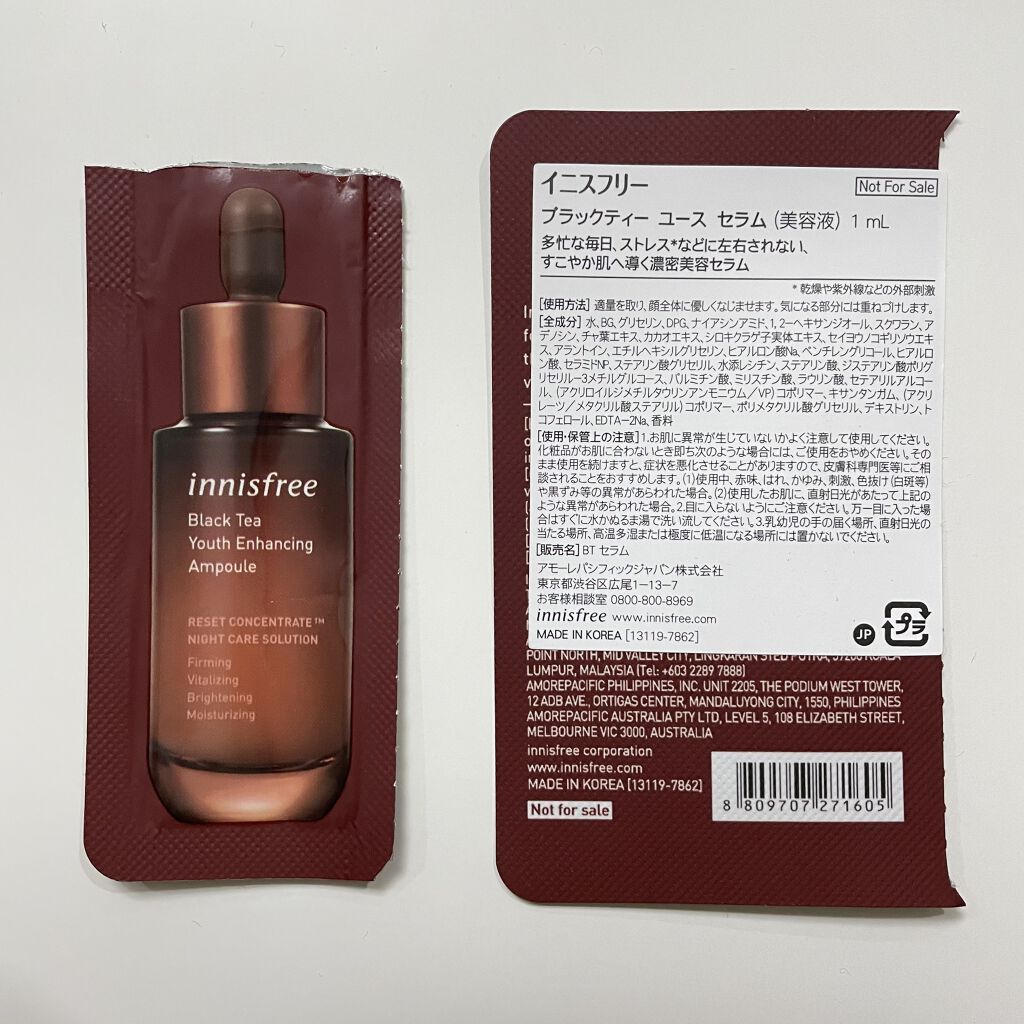 innisfree
Black Tea
Youth Enhancing
Ampoule
RESET CONCENTRATE™
NIGHT CARE SOLUTION
Firming
Vitalizing
Brightening
Moisturizing
イニスフリー
Not For Sale
ブラックティー ユース セラム (美容液) 1 mL
多忙な毎日、ストレス*などに左右されない、
すこやか肌へ導く濃密美容セラム
* 乾燥や紫外線などの外部刺激
[使用方法] 適量を取り、顔全体に優しくなじませます。気になる部分には重ねづけします。
[全成分] 水、BG、グリセリン、DPG、ナイアシンアミド、1, 2ーヘキサンジオール、スクワラン、ア
デノシン、チャ葉エキス、カカオエキス、シロキクラゲ子実体エキス、セイヨウノコギリソウエキ
ス、アラントイン、エチルヘキシルグリセリン、ヒアルロン酸Na、ペンチレングリコール、ヒアルロ
ン酸、セラミドNP、ステアリン酸グリセリル、水添レシチン、ステアリン酸、ジステアリン酸ポリグ
リセリルー3メチルグルコース、パルミチン酸、ミリスチン酸、ラウリン酸、セテアリルアルコー
ル、(アクリロイルジメチルタウリンアンモニウム/VP)コポリマー、キサンタンガム、(アクリ
レーツ/メタクリル酸ステアリル)コポリマー、ポリメタクリル酸グリセリル、デキストリン、ト
コフェロール、EDTAー2Na、香料
[使用・保管上の注意] 1.お肌に異常が生じていないかよく注意して使用してください。
化粧品がお肌に合わないとき即ち次のような場合には、ご使用をおやめください。その
まま使用を続けますと、症状を悪化させることがありますので、皮膚科専門医等にご相
談されることをおすすめします。(1)使用中、赤味、はれ、かゆみ、刺激、色抜け(白斑等)
や黒ずみ等の異常があらわれた場合。(2)使用したお肌に、直射日光があたって上記の
ような異常があらわれた場合。2.目に入らないようにご注意ください。万一目に入った場
合はすぐに水かぬるま湯で洗い流してください。3.乳幼児の手の届く場所、直射日光の
当たる場所、高温多湿または極度に低温になる場所には置かないでください。
[販売名] BT セラム
アモーレパシフィックジャパン株式会社
東京都渋谷区広尾1ー13ー7
お客様相談室 0800-800-8969
innisfree www.innisfree.com
MADE IN KOREA [13119-7862]
JP
プラ
POINT NORTH, MID VALLEY CITY, LINGKARAN SYED PUTRA, 59200 KUALA
LUMPUR, MALAYSIA (Tel: +603 2289 7888)
AMOREPACIFIC PHILIPPINES, INC. UNIT 2205, THE PODIUM WEST TOWER,
12 ADB AVE., ORTIGAS CENTER, MANDALUYONG CITY, 1550, PHILIPPINES
AMOREPACIFIC AUSTRALIA PTY LTD, LEVEL 5, 108 ELIZABETH STREET,
MELBOURNE VIC 3000, AUSTRALIA
innisfree corporation
www.innisfree.com
MADE IN KOREA [13119-7862]
Not for sale
8 809707 271605